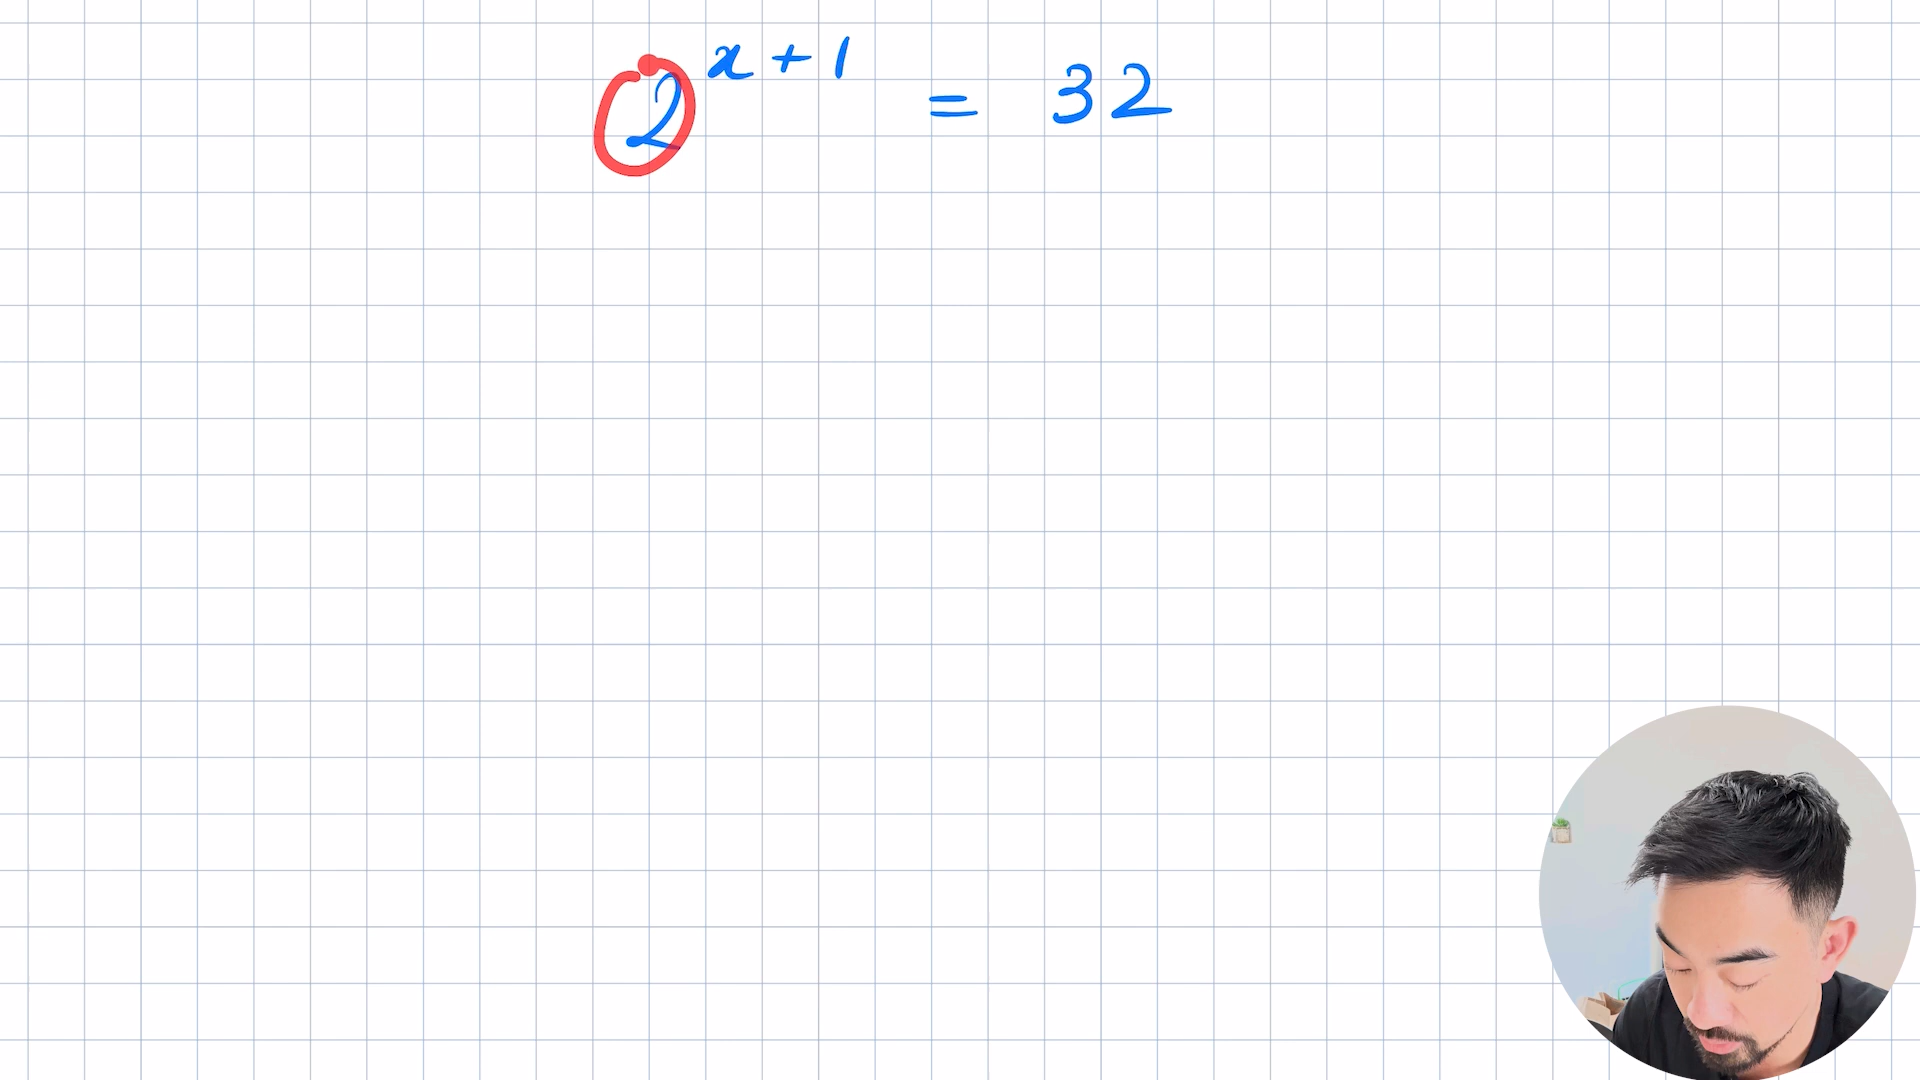 2^{x+1} = 32